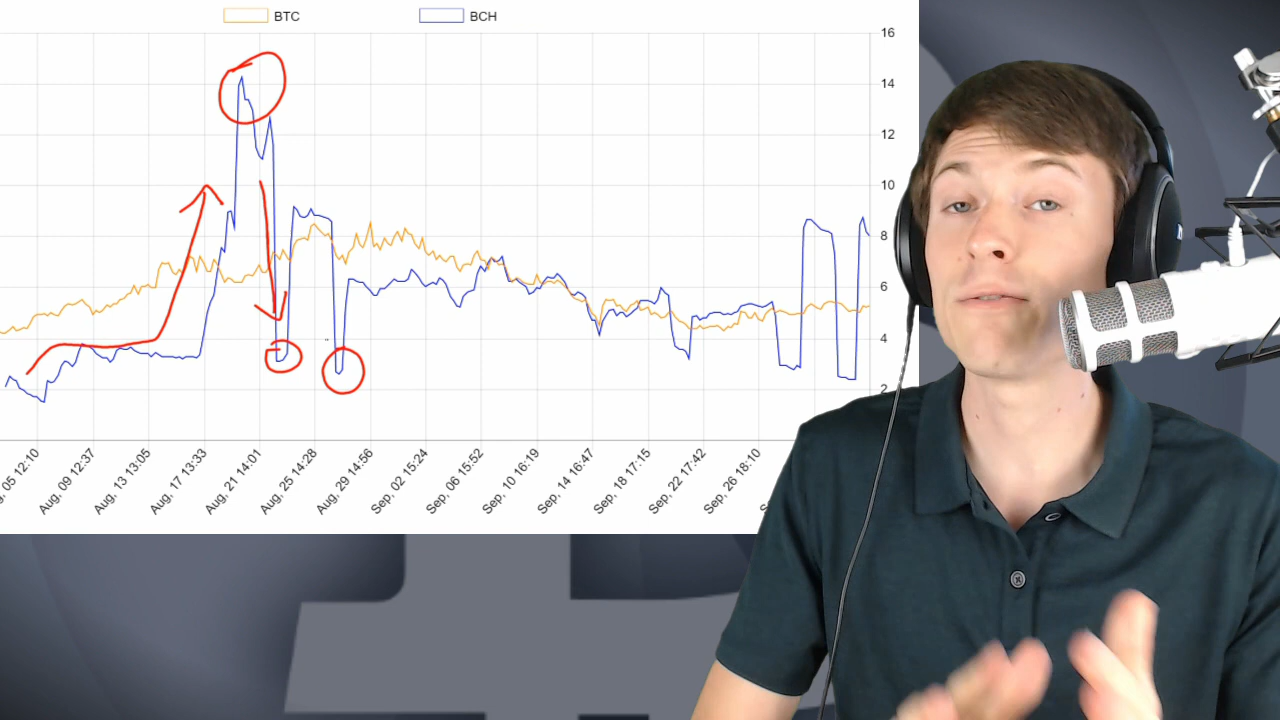 BTC
BCH
16
14
12
10
8
6
4
2
05 12:10
Aug, 09 12:37
Aug, 13 13:05
Aug, 17 13:33
Aug, 21 14:01
Aug, 25 14:28
Aug, 29 14:56
Sep, 02 15:24
Sep, 06 15:52
Sep, 10 16:19
Sep, 14 16:47
Sep, 18 17:15
Sep, 22 17:42
Sep, 26 18:10